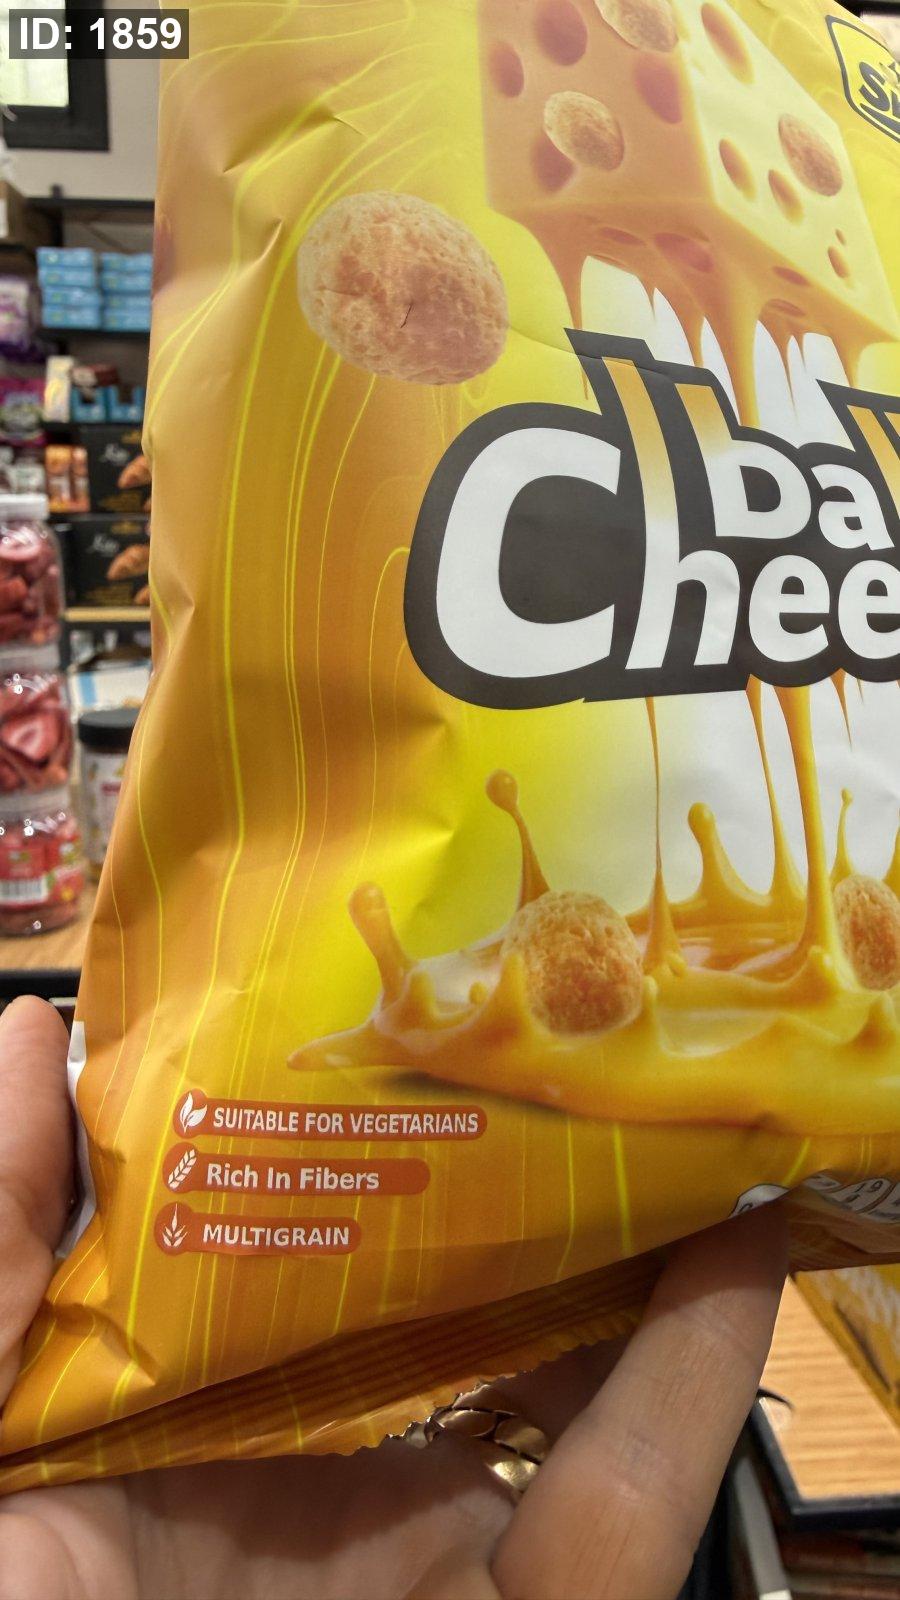 ID: 1859
ba
Chee
SUITABLE FOR VEGETARIANS
Rich In Fibers
MULTIGRAIN